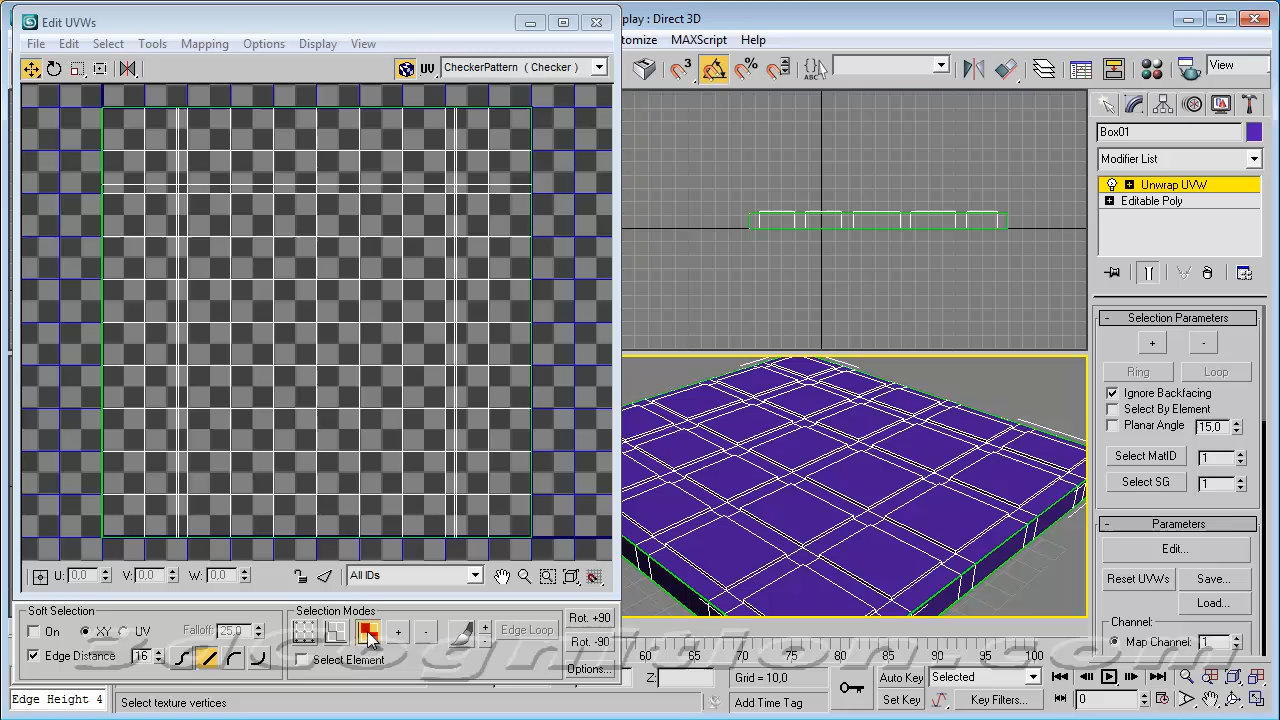 Edit UVWs
play : Direct 3D
File Edit Select Tools Mapping Options Display View
tomize MAXScript Help
UV CheckerPattern ( Checker )
3 % ABC View
Box01
Modifier List
Unwrap UVW
Editable Poly
Selection Parameters
+ -
Ring Loop
Ignore Backfacing
Select By Element
Planar Angle 15,0
Select MatID 1
Select SG 1
Parameters
Edit...
Reset UVWs Save...
Load...
Channel:
Map Channel: 1
U: 0,0 V: 0,0 W: 0,0 All IDs
Soft Selection
On XY UV Falloff: 25,0
Edge Distance 16
Selection Modes
+ - + - Edge Loop
Select Element
Rot. +90
Rot. -90
Options...
60 65 70 75 80 85 90 95 100
Z: Grid = 10,0
Auto Key Selected
Set Key Key Filters... 0
Edge Height 4
Select texture vertices
Add Time Tag